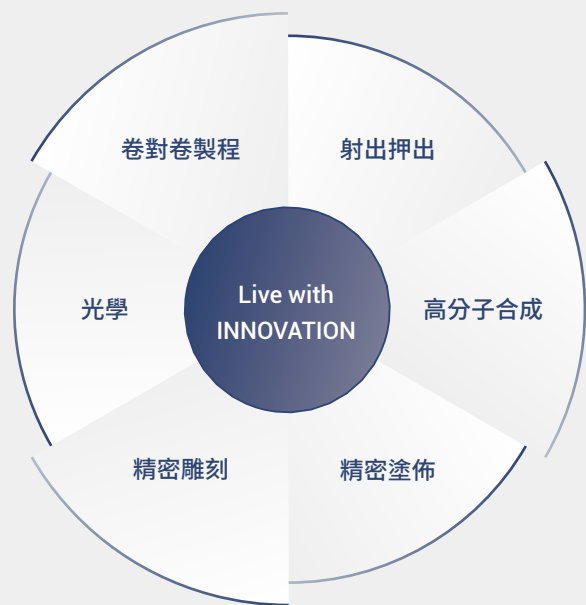 卷對卷製程
射出押出
光學
Live with
INNOVATION
高分子合成
精密雕刻
精密塗佈